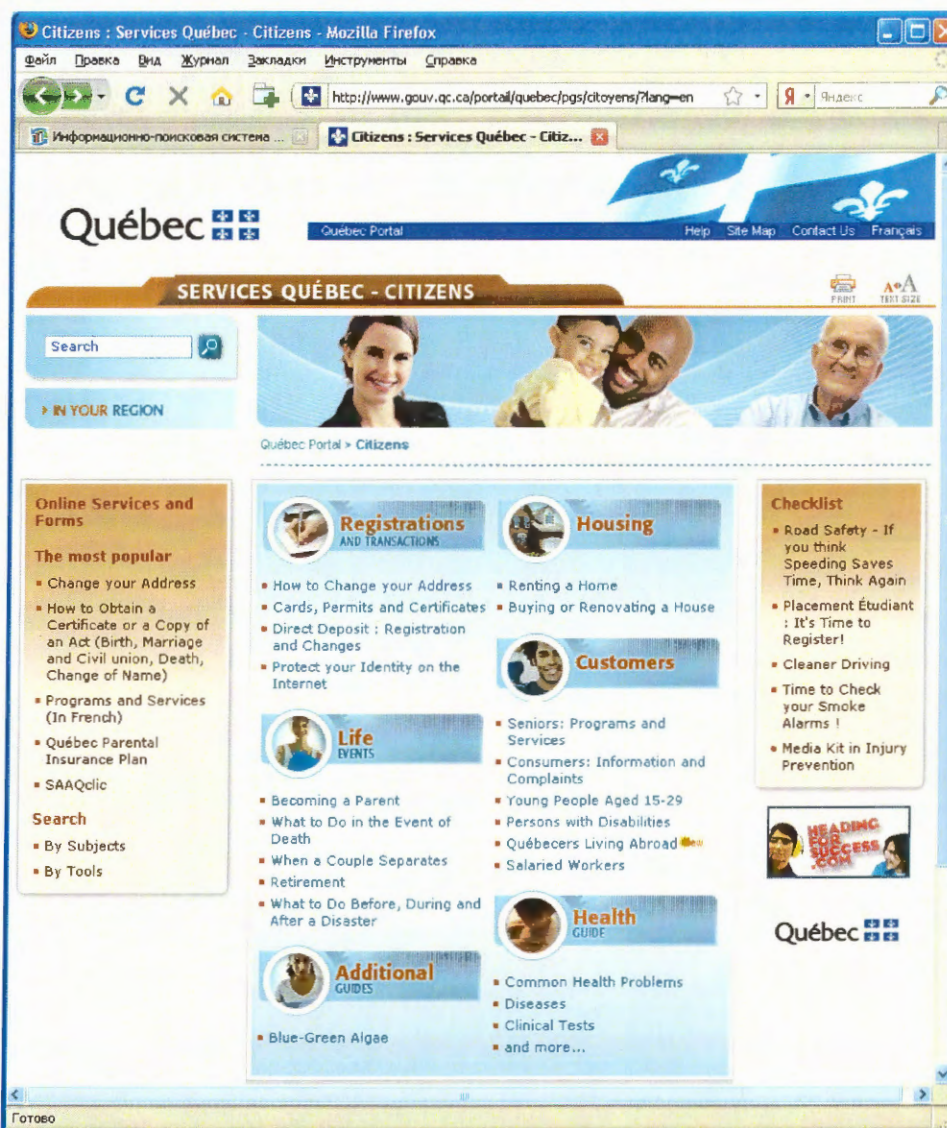 Citizens : Services Québec - Citizens - Mozilla Firefox
Файл Правка Вид Журнал Закладки Инструменты Справка
http://www.gouv.qc.ca/portail/quebec/pgs/citoyens/?lang=en
Яндекс
Информационно-поисковая система ...
Citizens : Services Québec - Citiz...
Québec
Québec Portal
Help Site Map Contact Us Français
SERVICES QUÉBEC - CITIZENS
PRINT
TEXT SIZE
Search
IN YOUR REGION
Québec Portal > Citizens
Online Services and
Forms
The most popular
Change your Address
How to Obtain a
Certificate or a Copy of
an Act (Birth, Marriage
and Civil union, Death,
Change of Name)
Programs and Services
(In French)
Québec Parental
Insurance Plan
SAAQclic
Search
By Subjects
By Tools
Registrations
AND TRANSACTIONS
How to Change your Address
Cards, Permits and Certificates
Direct Deposit : Registration
and Changes
Protect your Identity on the
Internet
Life
EVENTS
Becoming a Parent
What to Do in the Event of
Death
When a Couple Separates
Retirement
What to Do Before, During and
After a Disaster
Additional
GUIDES
Blue-Green Algae
Housing
Renting a Home
Buying or Renovating a House
Customers
Seniors: Programs and
Services
Consumers: Information and
Complaints
Young People Aged 15-29
Persons with Disabilities
Québecers Living Abroad New
Salaried Workers
Health
GUIDE
Common Health Problems
Diseases
Clinical Tests
and more...
Checklist
Road Safety - If
you think
Speeding Saves
Time, Think Again
Placement Étudiant
: It's Time to
Register!
Cleaner Driving
Time to Check
your Smoke
Alarms !
Media Kit in Injury
Prevention
HEADING
FOR
SUCCESS
.COM
Québec
Готово